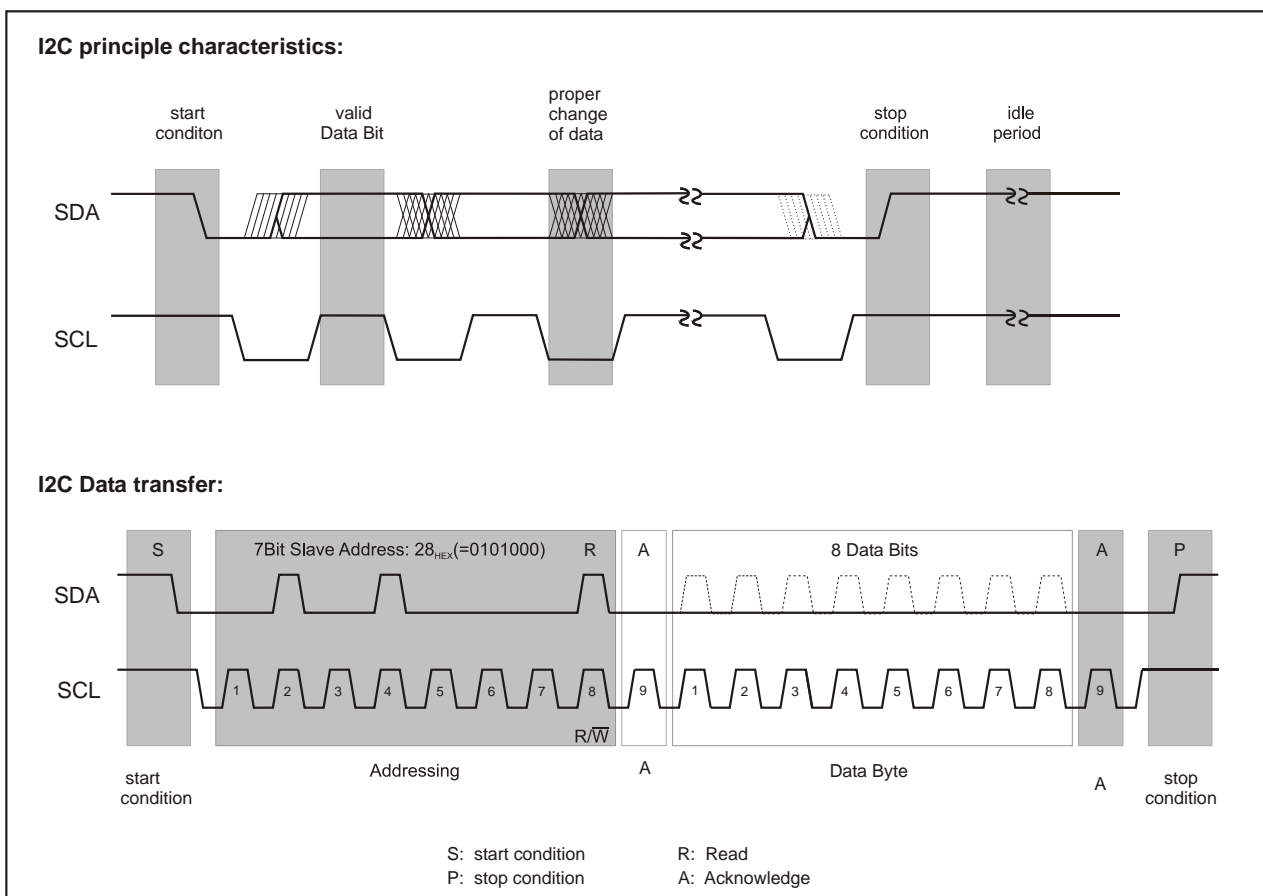 I2C principle characteristics:
start
conditon
valid
Data Bit
proper
change
of data
stop
condition
idle
period
SDA
SCL
I2C Data transfer:
S
7Bit Slave Address: 28HEX(=0101000)
R
A
8 Data Bits
A
P
SDA
SCL
1 2 3 4 5 6 7 8 9 1 2 3 4 5 6 7 8 9
R/W̅
start
condition
Addressing
A
Data Byte
A
stop
condition
S: start condition
R: Read
P: stop condition
A: Acknowledge